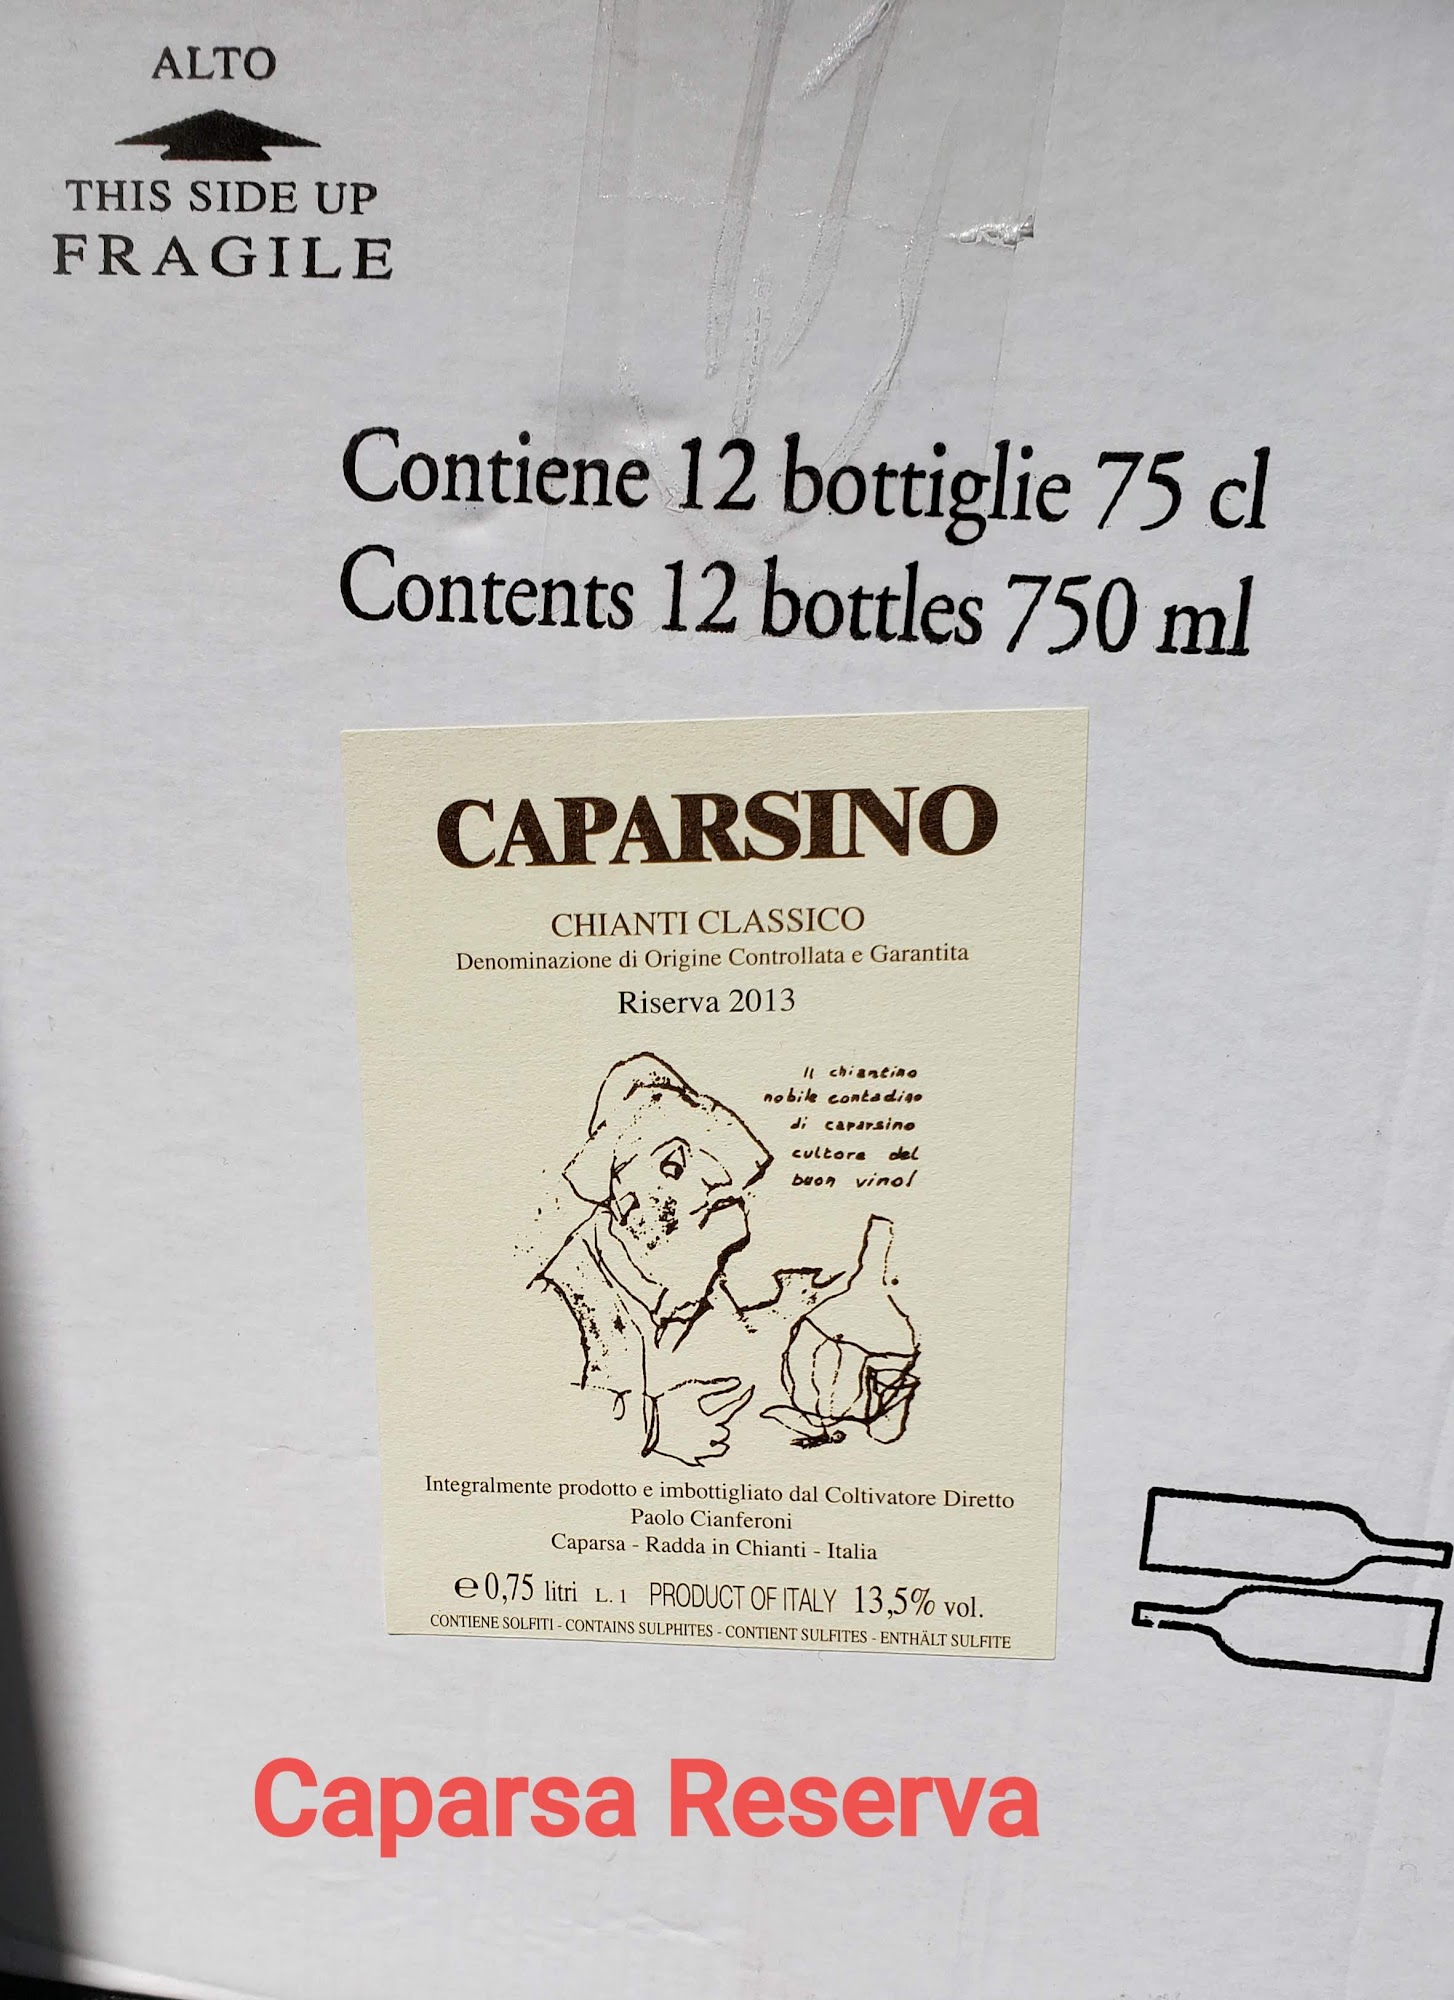 ALTO
THIS SIDE UP
FRAGILE
Contiene 12 bottiglie 75 cl
Contents 12 bottles 750 ml
CAPARSINO
CHIANTI CLASSICO
Denominazione di Origine Controllata e Garantita
Riserva 2013
Il chiantino
nobile contadino
di caparsino
cultore del
buon vino!
Integralmente prodotto e imbottigliato dal Coltivatore Diretto
Paolo Cianferoni
Caparsa - Radda in Chianti - Italia
℮ 0,75 litri L. 1 PRODUCT OF ITALY 13,5% vol.
CONTIENE SOLFITI - CONTAINS SULPHITES - CONTIENT SULFITES - ENTHÄLT SULFITE
Caparsa Reserva